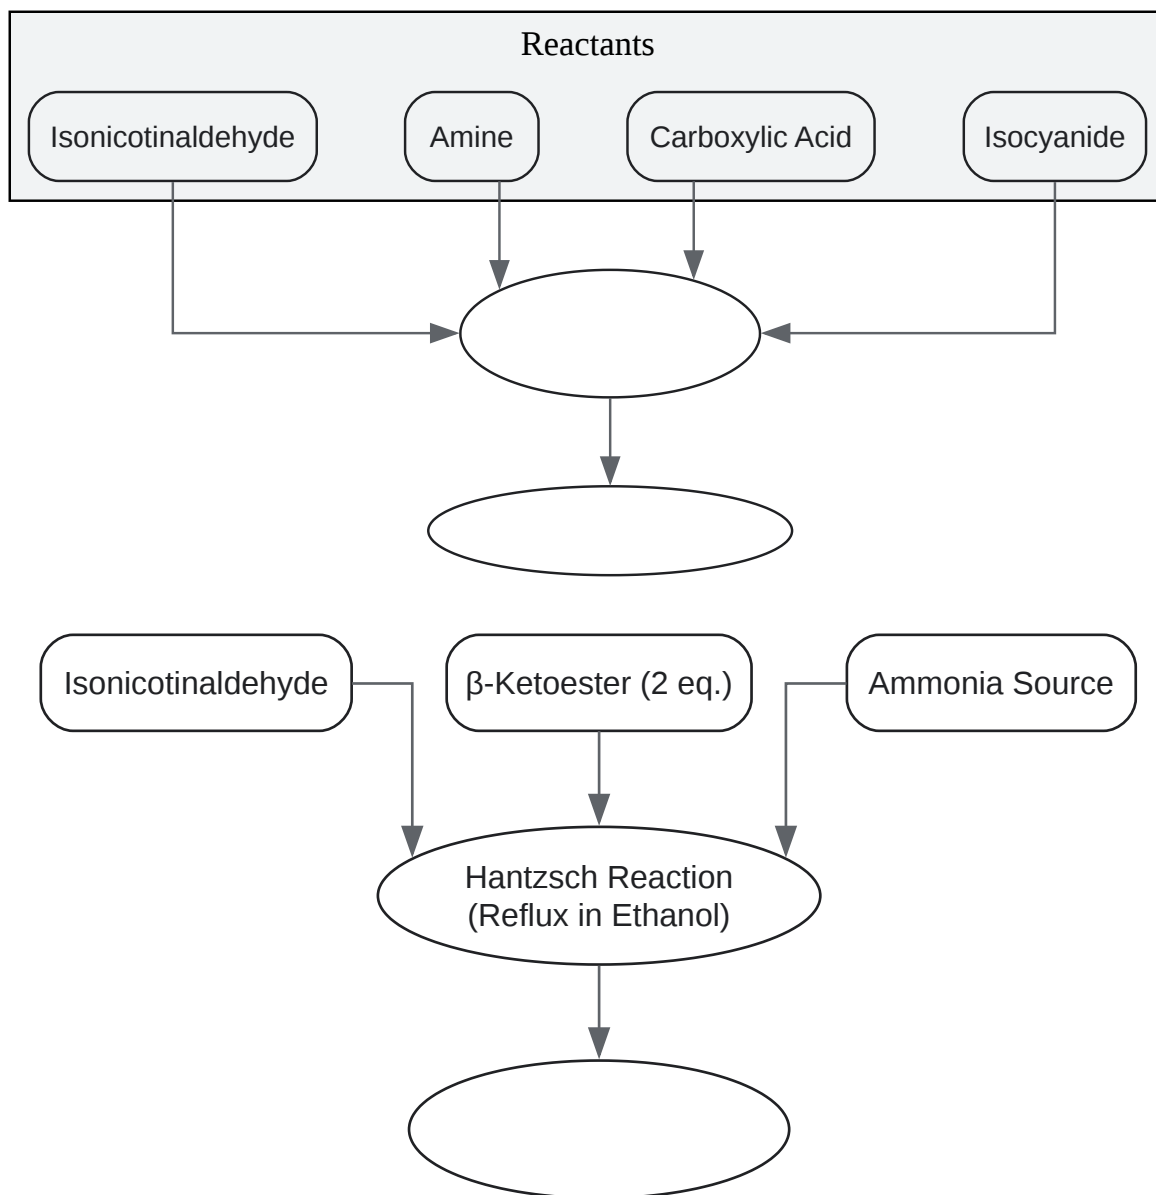 Reactants
Isonicotinaldehyde
Amine
Carboxylic Acid
Isocyanide
Isonicotinaldehyde
β-Ketoester (2 eq.)
Ammonia Source
Hantzsch Reaction
(Reflux in Ethanol)